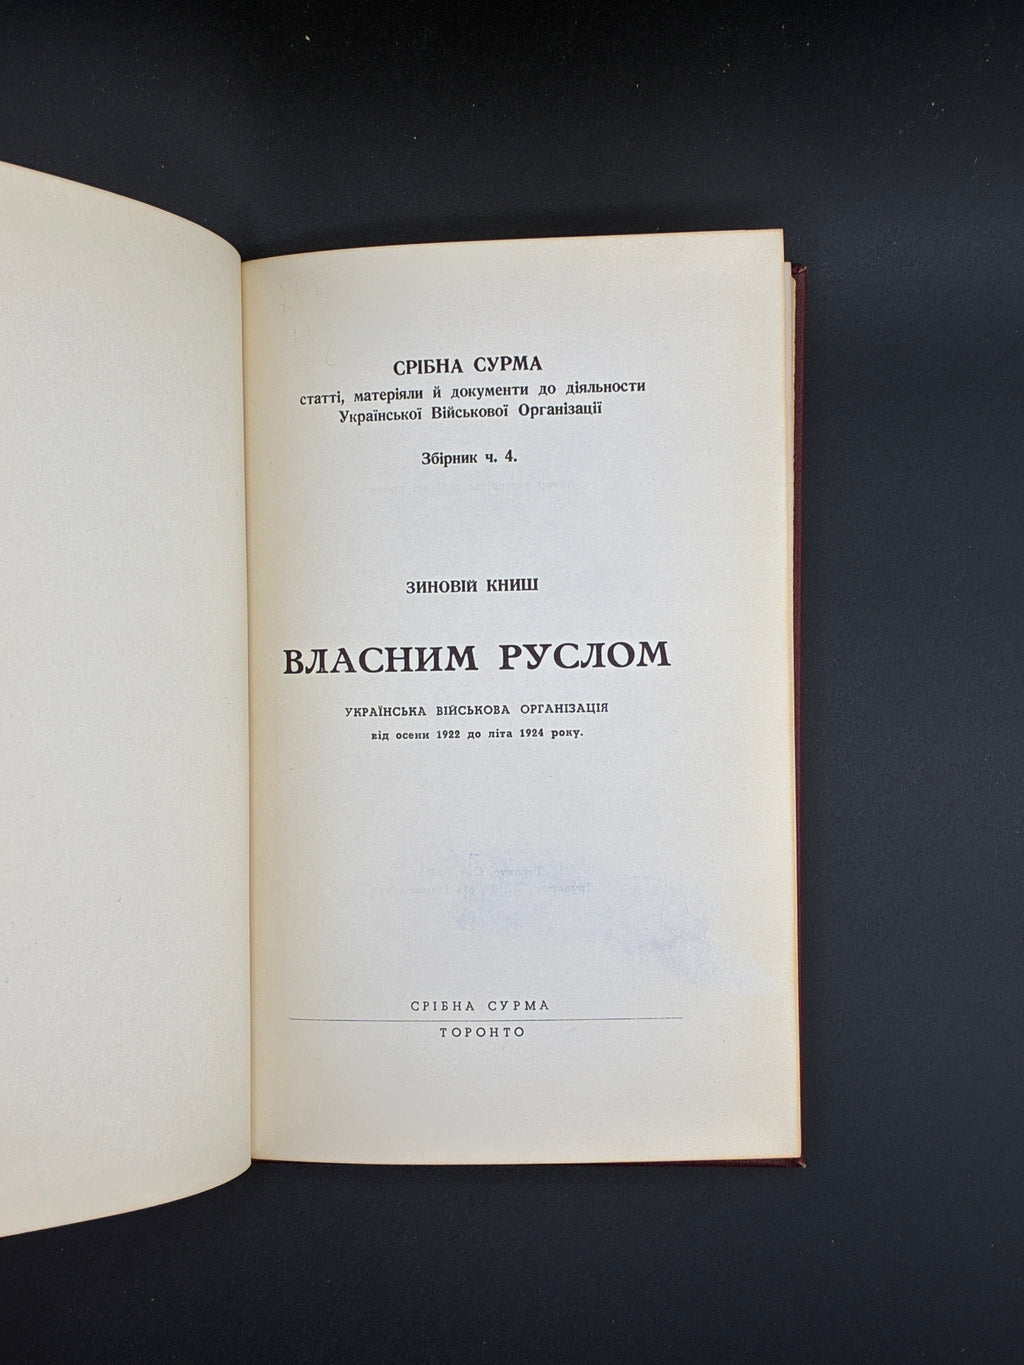 СРІБНА СУРМА
статті, матеріяли й документи до діяльности
Української Військової Організації
Збірник ч. 4.
ЗИНОВІЙ КНИШ
ВЛАСНИМ РУСЛОМ
УКРАЇНСЬКА ВІЙСЬКОВА ОРГАНІЗАЦІЯ
від осени 1922 до літа 1924 року.
СРІБНА СУРМА
ТОРОНТО